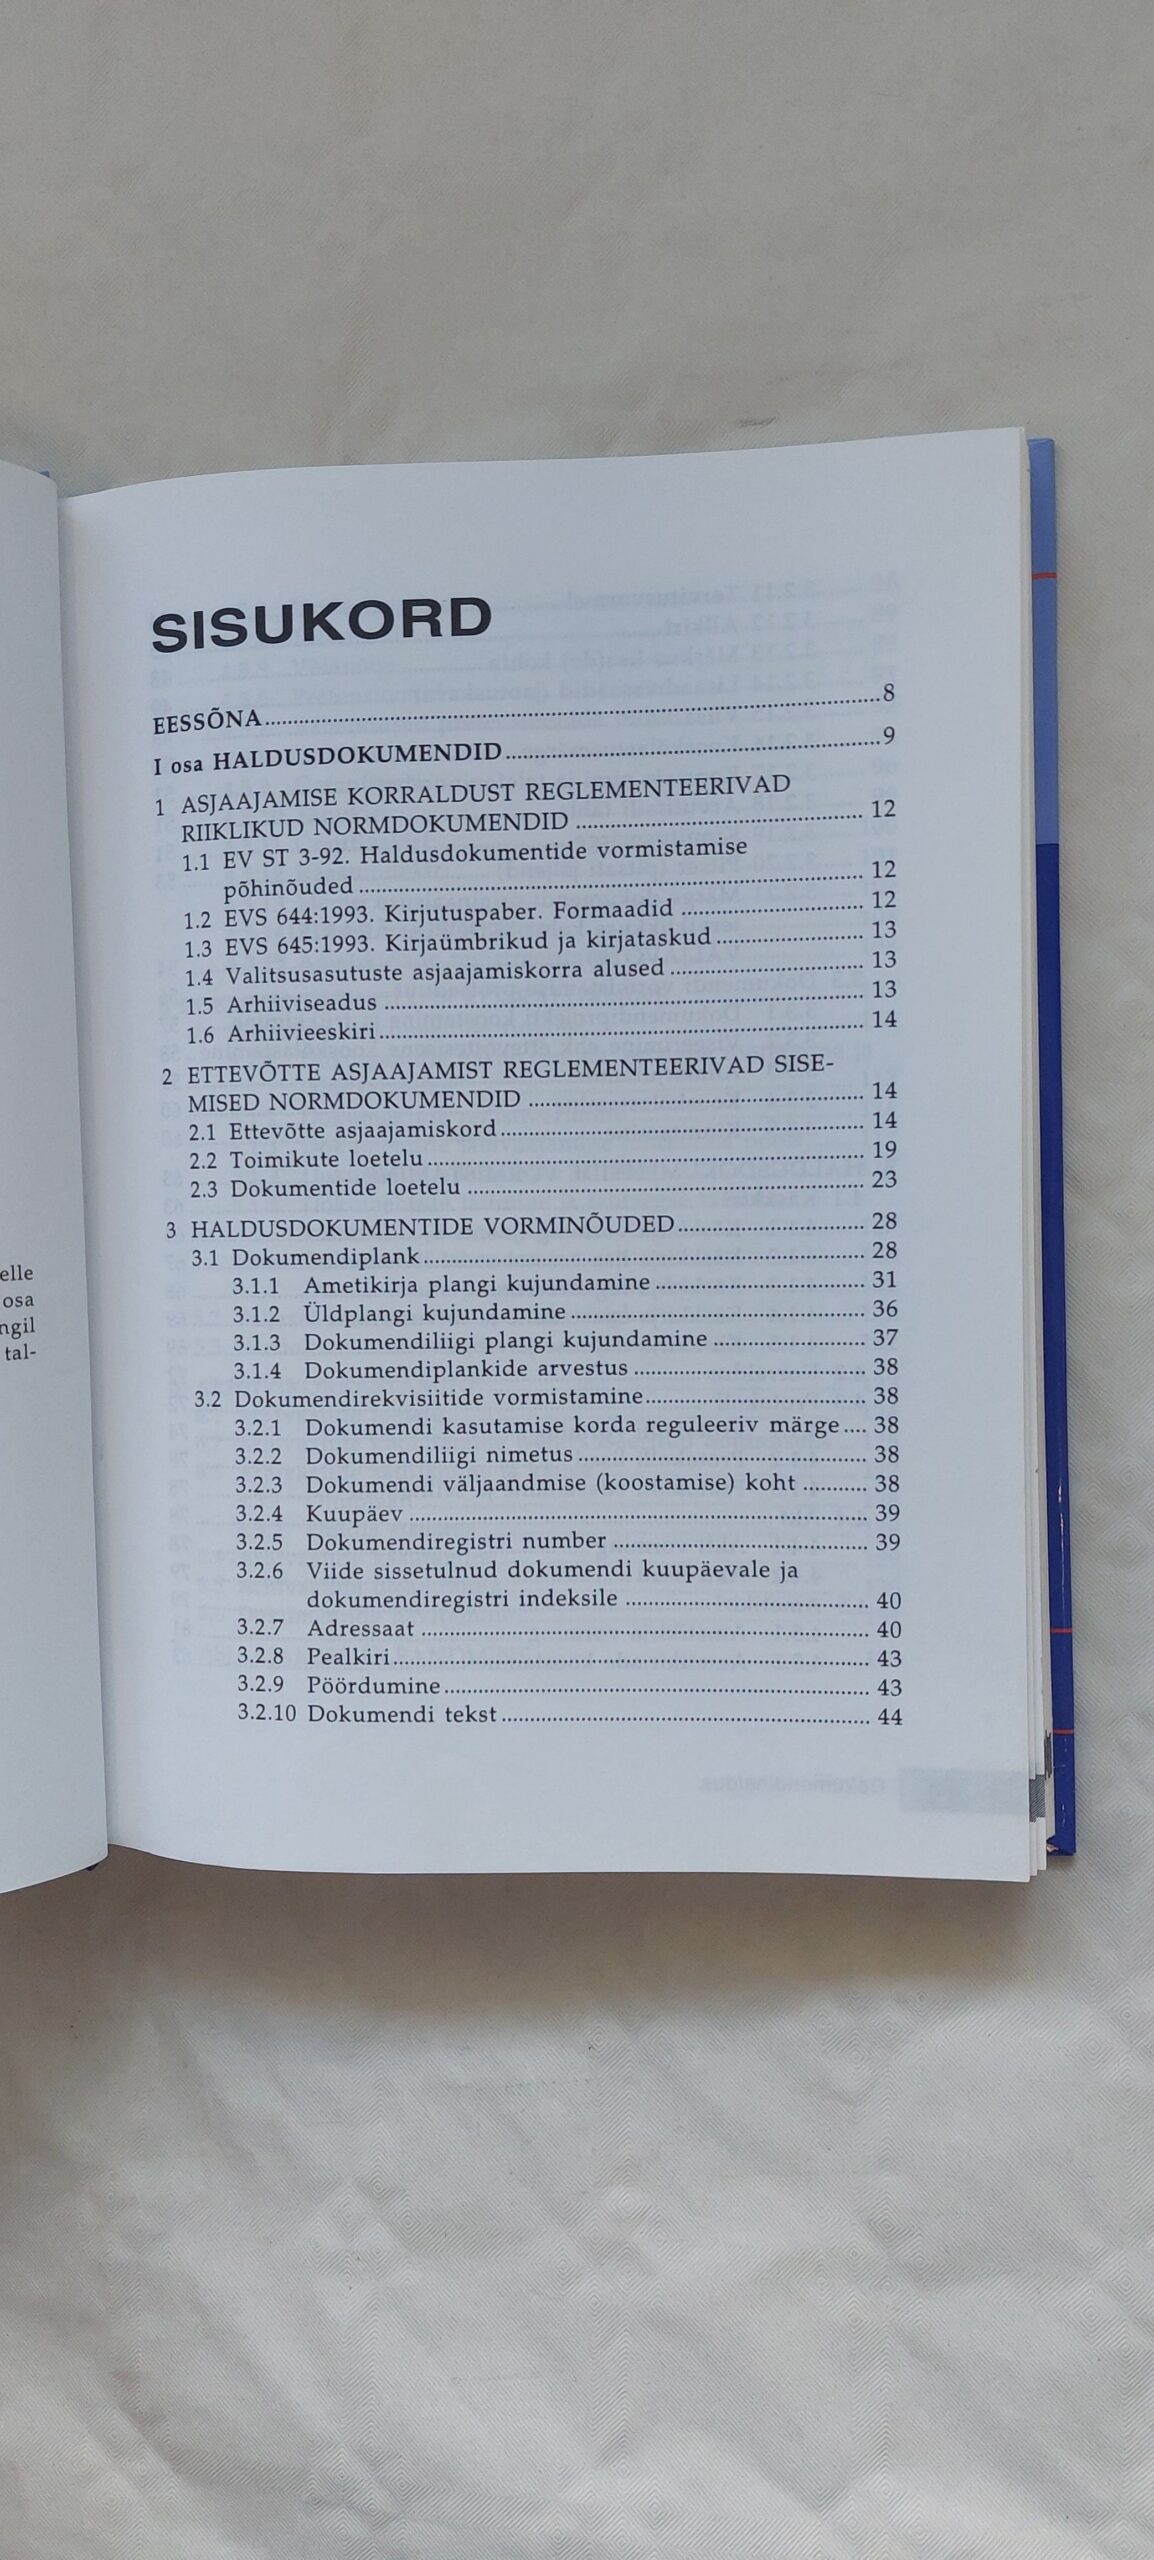 elle
osa
ngil
tal-
SISUKORD
EESSÕNA........8
I osa HALDUSDOKUMENDID........9
1 ASJAAJAMISE KORRALDUST REGLEMENTEERIVAD
RIIKLIKUD NORMDOKUMENDID ........ 12
1.1 EV ST 3-92. Haldusdokumentide vormistamise
põhinõuded ........ 12
1.2 EVS 644:1993. Kirjutuspaber. Formaadid ........ 12
1.3 EVS 645:1993. Kirjaümbrikud ja kirjataskud ........ 13
1.4 Valitsusasutuste asjaajamiskorra alused ........ 13
1.5 Arhiiviseadus ........ 13
1.6 Arhiivieeskiri ........ 14
2 ETTEVÕTTE ASJAAJAMIST REGLEMENTEERIVAD SISE-
MISED NORMDOKUMENDID ........ 14
2.1 Ettevõtte asjaajamiskord ........ 14
2.2 Toimikute loetelu ........ 19
2.3 Dokumentide loetelu ........ 23
3 HALDUSDOKUMENTIDE VORMINÕUDED ........ 28
3.1 Dokumendiplank ........ 28
3.1.1 Ametikirja plangi kujundamine ........ 31
3.1.2 Üldplangi kujundamine ........ 36
3.1.3 Dokumendiliigi plangi kujundamine ........ 37
3.1.4 Dokumendiplankide arvestus ........ 38
3.2 Dokumendirekvisiitide vormistamine ........ 38
3.2.1 Dokumendi kasutamise korda reguleeriv märge .... 38
3.2.2 Dokumendiliigi nimetus ........ 38
3.2.3 Dokumendi väljaandmise (koostamise) koht ........ 38
3.2.4 Kuupäev ........ 39
3.2.5 Dokumendiregistri number ........ 39
3.2.6 Viide sissetulnud dokumendi kuupäevale ja
dokumendiregistri indeksile ........ 40
3.2.7 Adressaat ........ 40
3.2.8 Pealkiri ........ 43
3.2.9 Pöördumine ........ 43
3.2.10 Dokumendi tekst ........ 44